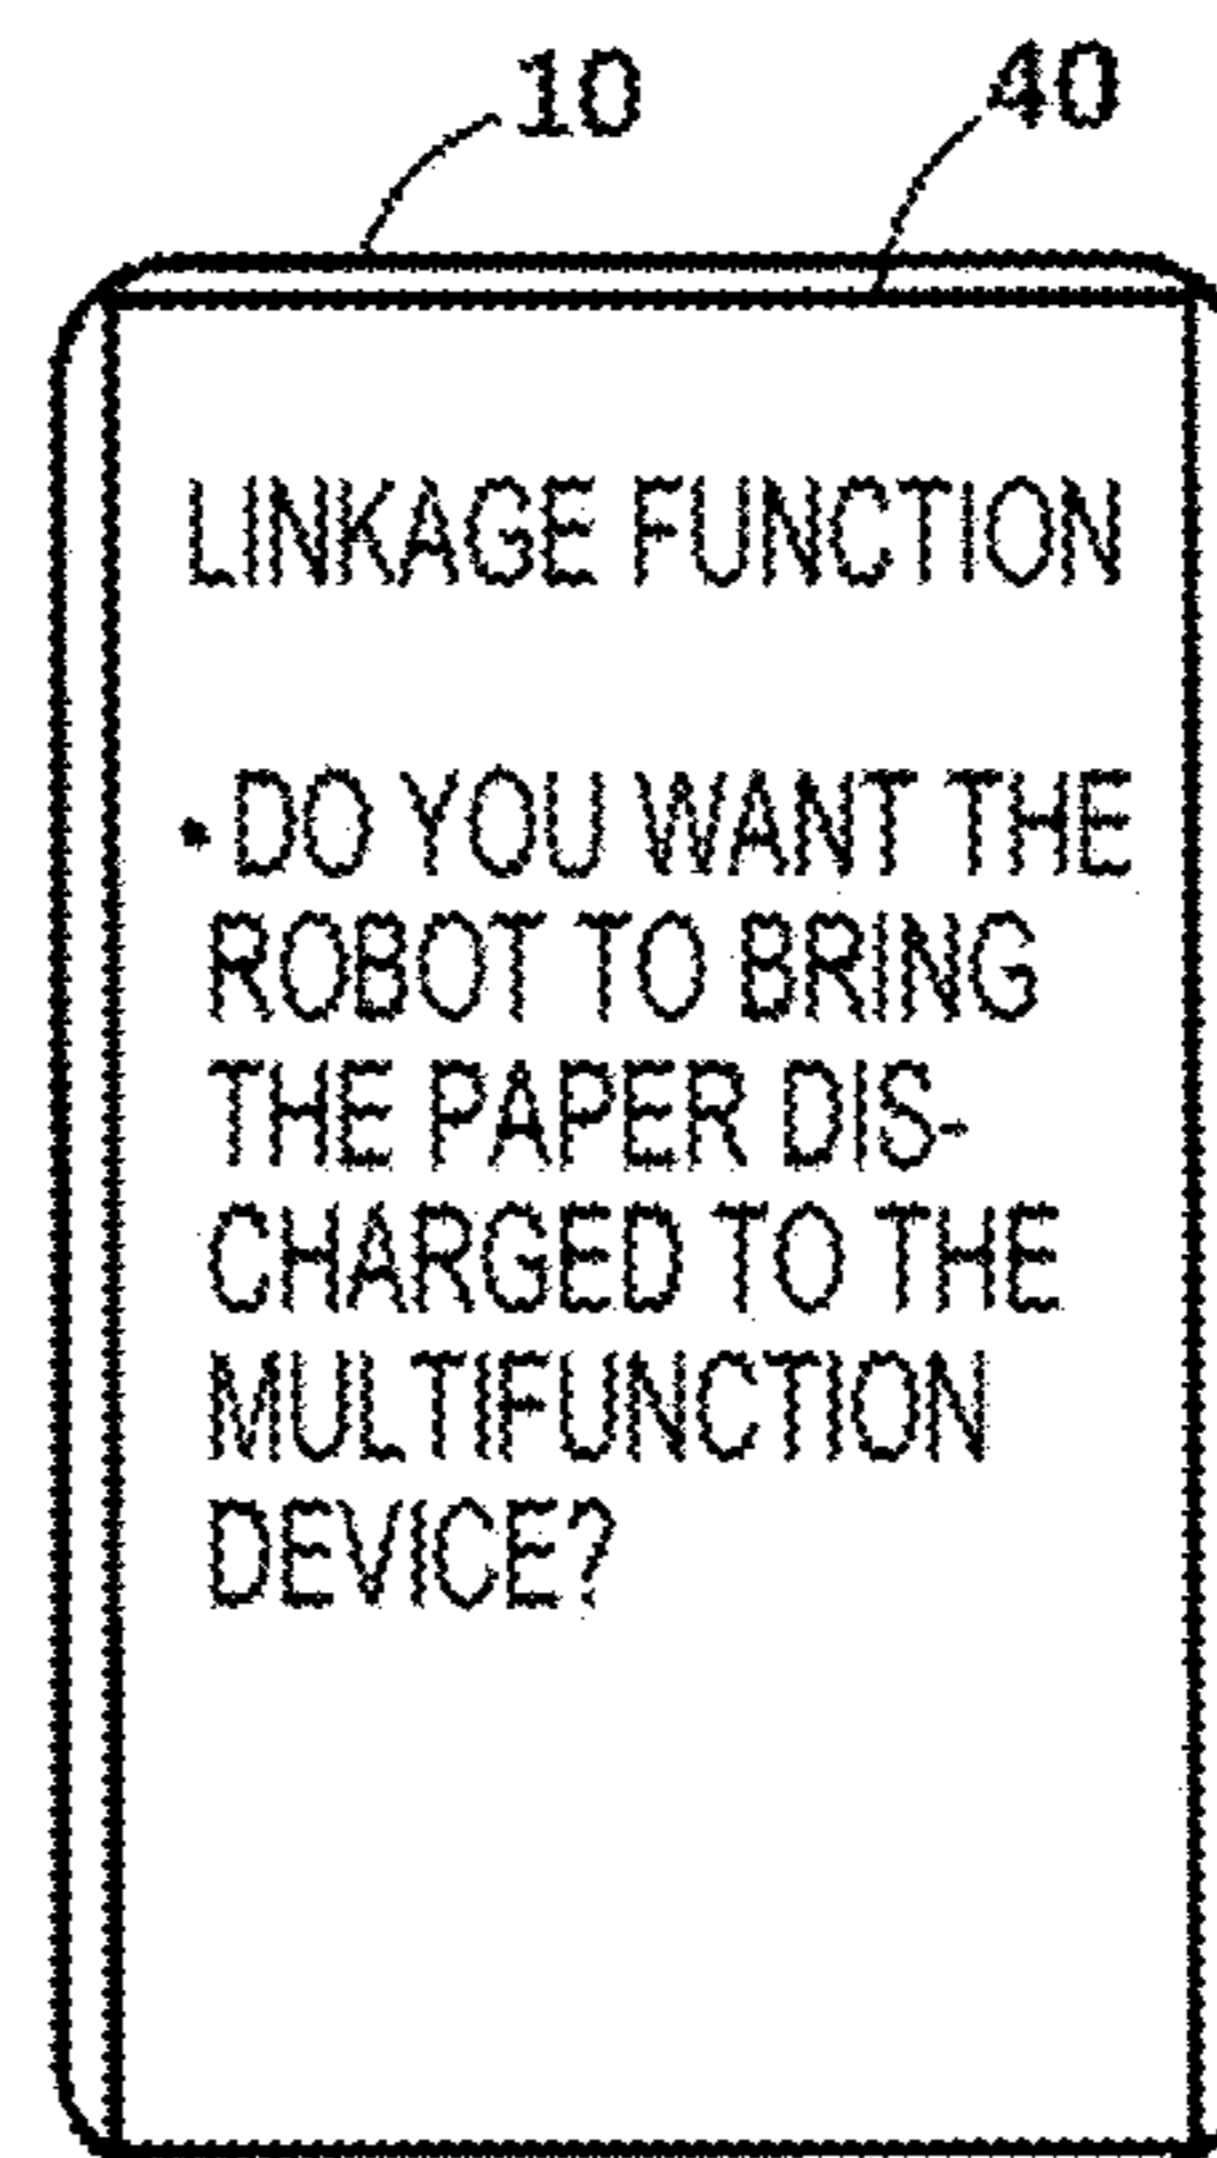 10 40
LINKAGE FUNCTION
• DO YOU WANT THE
ROBOT TO BRING
THE PAPER DIS-
CHARGED TO THE
MULTIFUNCTION
DEVICE?